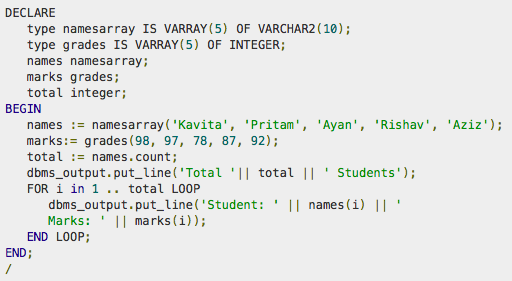 DECLARE
   type namesarray IS VARRAY(5) OF VARCHAR2(10);
   type grades IS VARRAY(5) OF INTEGER;
   names namesarray;
   marks grades;
   total integer;
BEGIN
   names := namesarray('Kavita', 'Pritam', 'Ayan', 'Rishav', 'Aziz');
   marks:= grades(98, 97, 78, 87, 92);
   total := names.count;
   dbms_output.put_line('Total '|| total || ' Students');
   FOR i in 1 .. total LOOP
      dbms_output.put_line('Student: ' || names(i) || '
      Marks: ' || marks(i));
   END LOOP;
END;
/